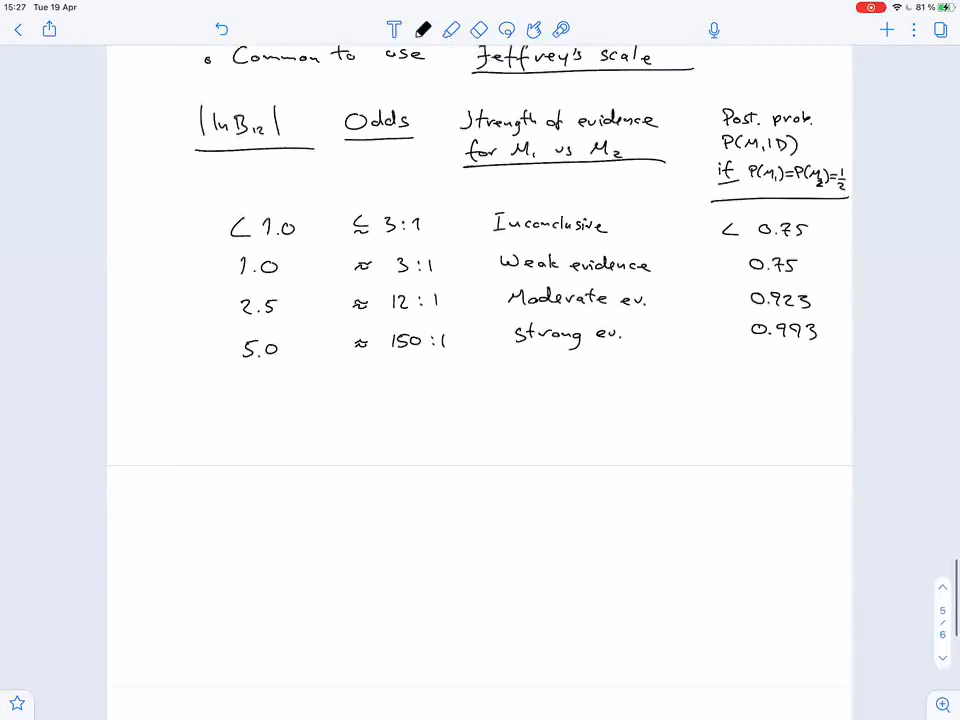 15:27 Tue 19 Apr 81 %
• Common to use Jeffrey's scale
|lnB₁₂| Odds Strength of evidence for M₁ vs M₂ Post. prob. P(M₁|D) if P(M₁)=P(M₂)=1/2
< 1.0 ≲ 3:1 Inconclusive < 0.75
1.0 ≈ 3:1 Weak evidence 0.75
2.5 ≈ 12:1 Moderate ev. 0.923
5.0 ≈ 150:1 Strong ev. 0.993
5
/
6